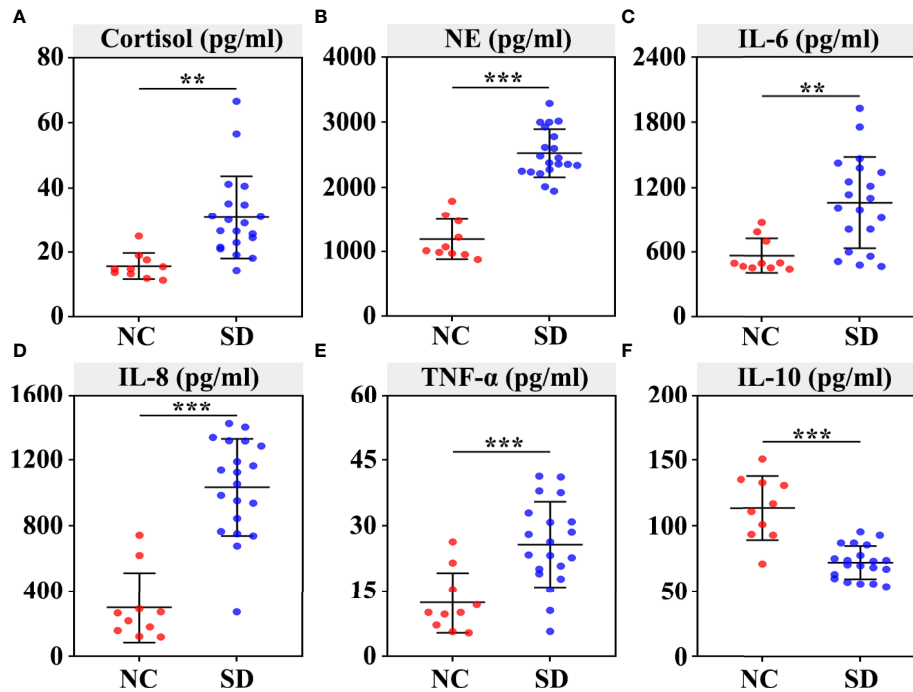 A
Cortisol (pg/ml)
80
60
40
20
0
**
NC
SD
B
NE (pg/ml)
4000
3000
2000
1000
0
***
NC
SD
C
IL-6 (pg/ml)
2400
1800
1200
600
0
**
NC
SD
D
IL-8 (pg/ml)
1600
1200
800
400
0
***
NC
SD
E
TNF-α (pg/ml)
60
45
30
15
0
***
NC
SD
F
IL-10 (pg/ml)
200
150
100
50
0
***
NC
SD